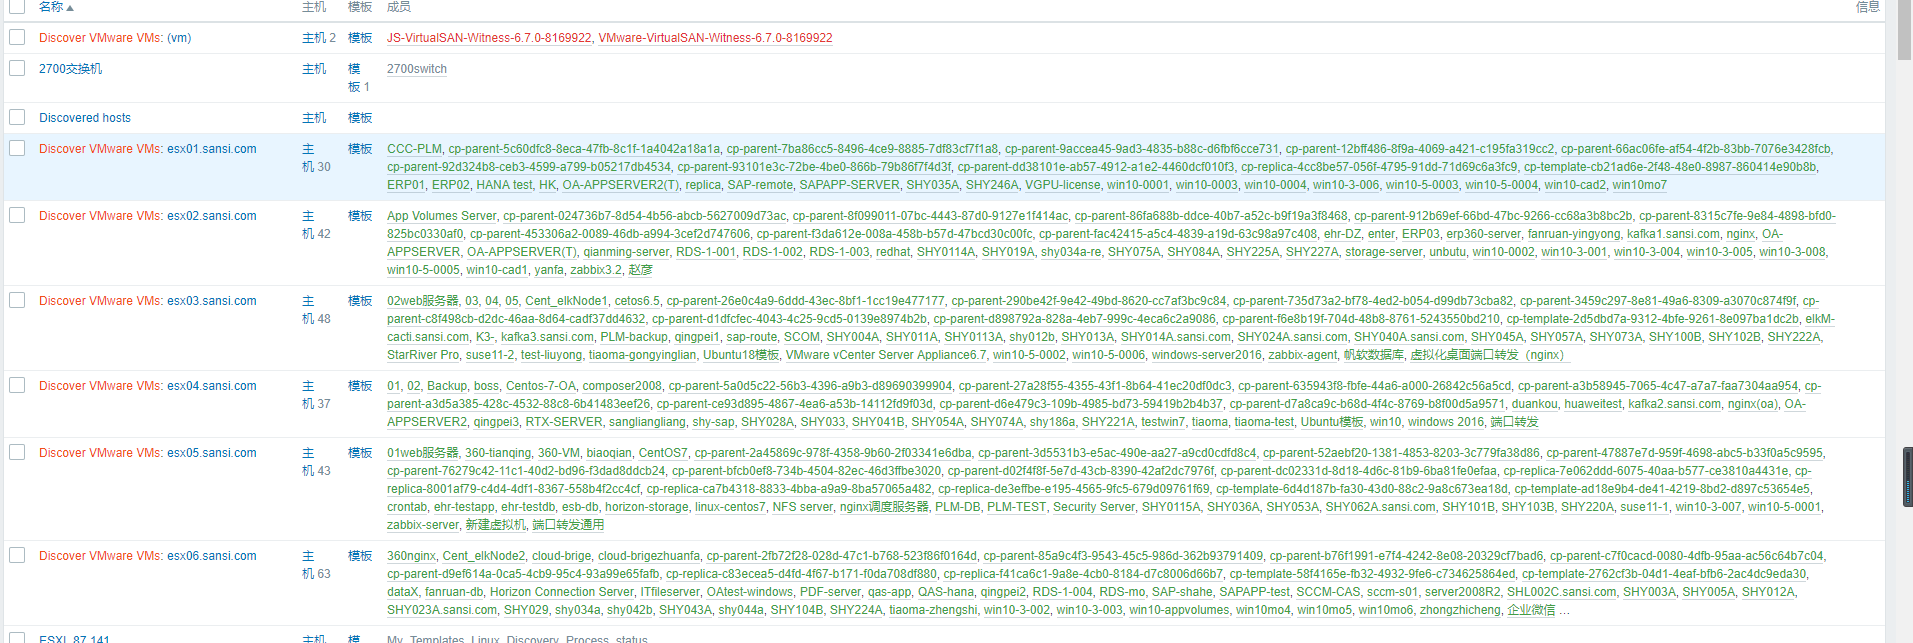 名称 主机 模板 成员 信息
Discover VMware VMs: (vm) 主机 2 模板 JS-VirtualSAN-Witness-6.7.0-8169922, VMware-VirtualSAN-Witness-6.7.0-8169922
2700交换机 主机 模 2700switch
板 1
Discovered hosts 主机 模板
Discover VMware VMs: esx01.sansi.com 主 模板 CCC-PLM, cp-parent-5c60dfc8-8eca-47fb-8c1f-1a4042a18a1a, cp-parent-7ba86cc5-8496-4ce9-8885-7df83cf7f1a8, cp-parent-9accea45-9ad3-4835-b88c-d6fbf6cce731, cp-parent-12bff486-8f9a-4069-a421-c195fa319cc2, cp-parent-66ac06fe-af54-4f2b-83bb-7076e3428fcb,
机 30 cp-parent-92d324b8-ceb3-4599-a799-b05217db4534, cp-parent-93101e3c-72be-4be0-866b-79b86f7f4d3f, cp-parent-dd38101e-ab57-4912-a1e2-4460dcf010f3, cp-replica-4cc8be57-056f-4795-91dd-71d69c6a3fc9, cp-template-cb21ad6e-2f48-48e0-8987-860414e90b8b,
ERP01, ERP02, HANA test, HK, OA-APPSERVER2(T), replica, SAP-remote, SAPAPP-SERVER, SHY035A, SHY246A, VGPU-license, win10-0001, win10-0003, win10-0004, win10-3-006, win10-5-0003, win10-5-0004, win10-cad2, win10mo7
Discover VMware VMs: esx02.sansi.com 主 模板 App Volumes Server, cp-parent-024736b7-8d54-4b56-abcb-5627009d73ac, cp-parent-8f099011-07bc-4443-87d0-9127e1f414ac, cp-parent-86fa688b-ddce-40b7-a52c-b9f19a3f8468, cp-parent-912b69ef-66bd-47bc-9266-cc68a3b8bc2b, cp-parent-8315c7fe-9e84-4898-bfd0-
机 42 825bc0330af0, cp-parent-453306a2-0089-46db-a994-3cef2d747606, cp-parent-f3da612e-008a-458b-b57d-47bcd30c00fc, cp-parent-fac42415-a5c4-4839-a19d-63c98a97c408, ehr-DZ, enter, ERP03, erp360-server, fanruan-yingyong, kafka1.sansi.com, nginx, OA-
APPSERVER, OA-APPSERVER(T), qianming-server, RDS-1-001, RDS-1-002, RDS-1-003, redhat, SHY0114A, SHY019A, shy034a-re, SHY075A, SHY084A, SHY225A, SHY227A, storage-server, unbutu, win10-0002, win10-3-001, win10-3-004, win10-3-005, win10-3-008,
win10-5-0005, win10-cad1, yanfa, zabbix3.2, 赵彦
Discover VMware VMs: esx03.sansi.com 主 模板 02web服务器, 03, 04, 05, Cent_elkNode1, cetos6.5, cp-parent-26e0c4a9-6ddd-43ec-8bf1-1cc19e477177, cp-parent-290be42f-9e42-49bd-8620-cc7af3bc9c84, cp-parent-735d73a2-bf78-4ed2-b054-d99db73cba82, cp-parent-3459c297-8e81-49a6-8309-a3070c874f9f, cp-
机 48 parent-c8f498cb-d2dc-46aa-8d64-cadf37dd4632, cp-parent-d1dfcfec-4043-4c25-9cd5-0139e8974b2b, cp-parent-d898792a-828a-4eb7-999c-4eca6c2a9086, cp-parent-f6e8b19f-704d-48b8-8761-5243550bd210, cp-template-2d5dbd7a-9312-4bfe-9261-8e097ba1dc2b, elkM-
cacti.sansi.com, K3-, kafka3.sansi.com, PLM-backup, qingpei1, sap-route, SCOM, SHY004A, SHY011A, SHY0113A, shy012b, SHY013A, SHY014A.sansi.com, SHY024A.sansi.com, SHY040A.sansi.com, SHY045A, SHY057A, SHY073A, SHY100B, SHY102B, SHY222A,
StarRiver Pro, suse11-2, test-liuyong, tiaoma-gongyinglian, Ubuntu18模板, VMware vCenter Server Appliance6.7, win10-5-0002, win10-5-0006, windows-server2016, zabbix-agent, 帆软数据库, 虚拟化桌面端口转发（nginx）
Discover VMware VMs: esx04.sansi.com 主 模板 01, 02, Backup, boss, Centos-7-OA, composer2008, cp-parent-5a0d5c22-56b3-4396-a9b3-d89690399904, cp-parent-27a28f55-4355-43f1-8b64-41ec20df0dc3, cp-parent-635943f8-fbfe-44a6-a000-26842c56a5cd, cp-parent-a3b58945-7065-4c47-a7a7-faa7304aa954, cp-
机 37 parent-a3d5a385-428c-4532-88c8-6b41483eef26, cp-parent-ce93d895-4867-4ea6-a53b-14112fd9f03d, cp-parent-d6e479c3-109b-4985-bd73-59419b2b4b37, cp-parent-d7a8ca9c-b68d-4f4c-8769-b8f00d5a9571, duankou, huaweitest, kafka2.sansi.com, nginx(oa), OA-
APPSERVER2, qingpei3, RTX-SERVER, sangliangliang, shy-sap, SHY028A, SHY033, SHY041B, SHY054A, SHY074A, shy186a, SHY221A, testwin7, tiaoma, tiaoma-test, Ubuntu模板, win10, windows 2016, 端口转发
Discover VMware VMs: esx05.sansi.com 主 模板 01web服务器, 360-tianqing, 360-VM, biaoqian, CentOS7, cp-parent-2a45869c-978f-4358-9b60-2f03341e6dba, cp-parent-3d5531b3-e5ac-490e-aa27-a9cd0cdfd8c4, cp-parent-52aebf20-1381-4853-8203-3c779fa38d86, cp-parent-47887e7d-959f-4698-abc5-b33f0a5c9595,
机 43 cp-parent-76279c42-11c1-40d2-bd96-f3dad8ddcb24, cp-parent-bfcb0ef8-734b-4504-82ec-46d3ffbe3020, cp-parent-d02f4f8f-5e7d-43cb-8390-42af2dc7976f, cp-parent-dc02331d-8d18-4d6c-81b9-6ba81fe0efaa, cp-replica-7e062ddd-6075-40aa-b577-ce3810a4431e, cp-
replica-8001af79-c4d4-4df1-8367-558b4f2cc4cf, cp-replica-ca7b4318-8833-4bba-a9a9-8ba57065a482, cp-replica-de3effbe-e195-4565-9fc5-679d09761f69, cp-template-6d4d187b-fa30-43d0-88c2-9a8c673ea18d, cp-template-ad18e9b4-de41-4219-8bd2-d897c53654e5,
crontab, ehr-testapp, ehr-testdb, esb-db, horizon-storage, linux-centos7, NFS server, nginx调度服务器, PLM-DB, PLM-TEST, Security Server, SHY0115A, SHY036A, SHY053A, SHY062A.sansi.com, SHY101B, SHY103B, SHY220A, suse11-1, win10-3-007, win10-5-0001,
zabbix-server, 新建虚拟机, 端口转发通用
Discover VMware VMs: esx06.sansi.com 主 模板 360nginx, Cent_elkNode2, cloud-brige, cloud-brigezhuanfa, cp-parent-2fb72f28-028d-47c1-b768-523f86f0164d, cp-parent-85a9c4f3-9543-45c5-986d-362b93791409, cp-parent-b76f1991-e7f4-4242-8e08-20329cf7bad6, cp-parent-c7f0cacd-0080-4dfb-95aa-ac56c64b7c04,
机 63 cp-parent-d9ef614a-0ca5-4cb9-95c4-93a99e65fafb, cp-replica-c83ecea5-d4fd-4f67-b171-f0da708df880, cp-replica-f41ca6c1-9a8e-4cb0-8184-d7c8006d66b7, cp-template-58f4165e-fb32-4932-9fe6-c734625864ed, cp-template-2762cf3b-04d1-4eaf-bfb6-2ac4dc9eda30,
dataX, fanruan-db, Horizon Connection Server, ITfileserver, OAtest-windows, PDF-server, qas-app, QAS-hana, qingpei2, RDS-1-004, RDS-mo, SAP-shahe, SAPAPP-test, SCCM-CAS, sccm-s01, server2008R2, SHL002C.sansi.com, SHY003A, SHY005A, SHY012A,
SHY023A.sansi.com, SHY029, shy034a, shy042b, SHY043A, shy044a, SHY104B, SHY224A, tiaoma-zhengshi, win10-3-002, win10-3-003, win10-appvolumes, win10mo4, win10mo5, win10mo6, zhongzhicheng, 企业微信 ...
ESXI_87.141 主机 模 My_Templates_Linux_Discovery_Process_status